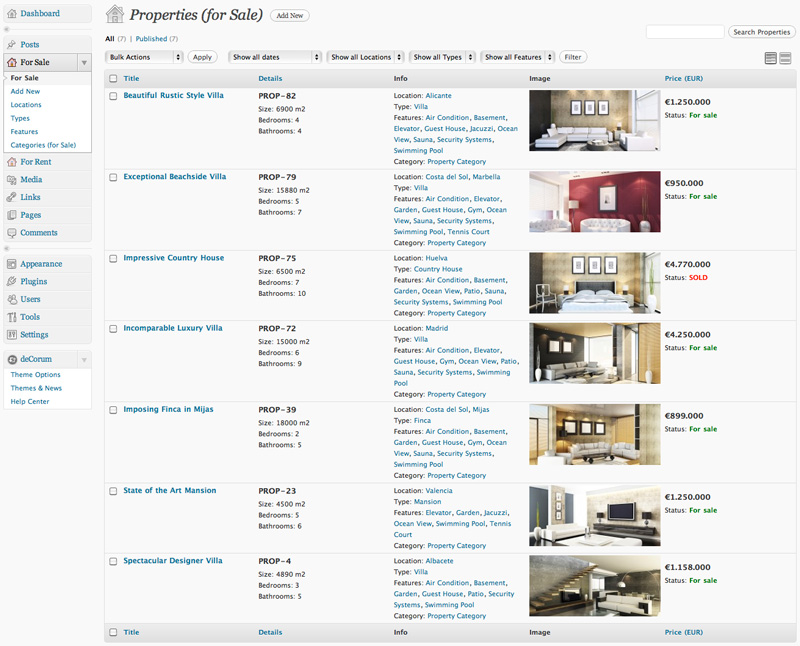 Dashboard
Posts
For Sale
For Sale
Add New
Locations
Types
Features
Categories (for Sale)
For Rent
Media
Links
Pages
Comments
Appearance
Plugins
Users
Tools
Settings
deCorum
Theme Options
Themes & News
Help Center
Properties (for Sale) Add New
All (7) | Published (7)
Search Properties
Bulk Actions Apply Show all dates Show all Locations Show all Types Show all Features Filter
Title Details Info Image Price (EUR)
Beautiful Rustic Style Villa
PROP-82
Size: 6900 m2
Bedrooms: 4
Bathrooms: 4
Location: Alicante
Type: Villa
Features: Air Condition, Basement,
Elevator, Guest House, Jacuzzi, Ocean
View, Sauna, Security Systems,
Swimming Pool
Category: Property Category
€1.250.000
Status: For sale
Exceptional Beachside Villa
PROP-79
Size: 15880 m2
Bedrooms: 5
Bathrooms: 7
Location: Costa del Sol, Marbella
Type: Villa
Features: Air Condition, Elevator,
Garden, Guest House, Gym, Ocean
View, Sauna, Security Systems,
Swimming Pool, Tennis Court
Category: Property Category
€950.000
Status: For sale
Impressive Country House
PROP-75
Size: 6500 m2
Bedrooms: 7
Bathrooms: 10
Location: Huelva
Type: Country House
Features: Air Condition, Basement,
Garden, Ocean View, Patio, Sauna,
Security Systems, Swimming Pool
Category: Property Category
€4.770.000
Status: SOLD
Incomparable Luxury Villa
PROP-72
Size: 15000 m2
Bedrooms: 6
Bathrooms: 9
Location: Madrid
Type: Villa
Features: Air Condition, Elevator,
Guest House, Gym, Ocean View, Patio,
Sauna, Security Systems, Swimming
Pool
Category: Property Category
€4.250.000
Status: For sale
Imposing Finca in Mijas
PROP-39
Size: 18000 m2
Bedrooms: 2
Bathrooms: 5
Location: Costa del Sol, Mijas
Type: Finca
Features: Air Condition, Basement,
Garden, Guest House, Gym, Ocean
View, Sauna, Security Systems,
Swimming Pool
Category: Property Category
€899.000
Status: For sale
State of the Art Mansion
PROP-23
Size: 4500 m2
Bedrooms: 5
Bathrooms: 6
Location: Valencia
Type: Mansion
Features: Elevator, Garden, Jacuzzi,
Ocean View, Swimming Pool, Tennis
Court
Category: Property Category
€1.250.000
Status: For sale
Spectacular Designer Villa
PROP-4
Size: 4890 m2
Bedrooms: 3
Bathrooms: 5
Location: Albacete
Type: Villa
Features: Air Condition, Basement,
Garden, Guest House, Patio, Security
Systems, Swimming Pool
Category: Property Category
€1.158.000
Status: For sale
Title Details Info Image Price (EUR)